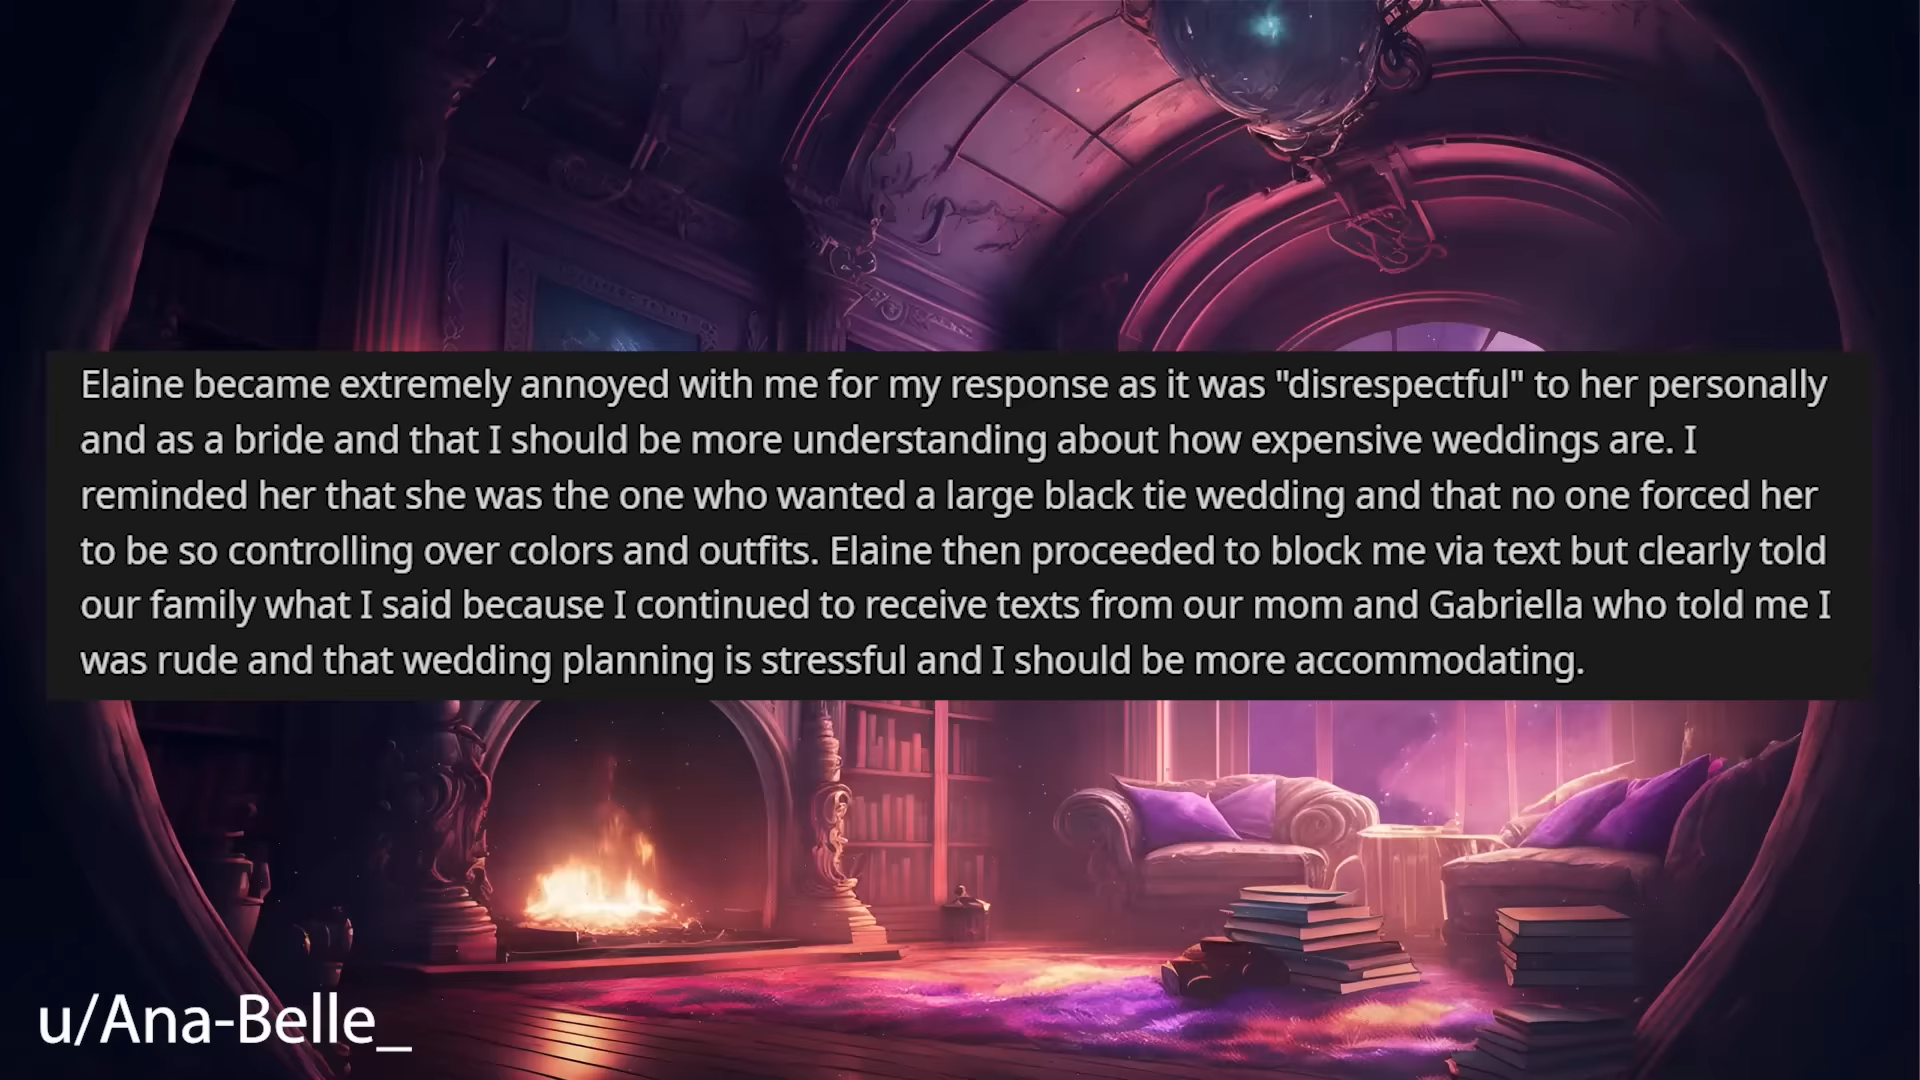 Elaine became extremely annoyed with me for my response as it was "disrespectful" to her personally
and as a bride and that I should be more understanding about how expensive weddings are. I
reminded her that she was the one who wanted a large black tie wedding and that no one forced her
to be so controlling over colors and outfits. Elaine then proceeded to block me via text but clearly told
our family what I said because I continued to receive texts from our mom and Gabriella who told me I
was rude and that wedding planning is stressful and I should be more accommodating.
u/Ana-Belle_